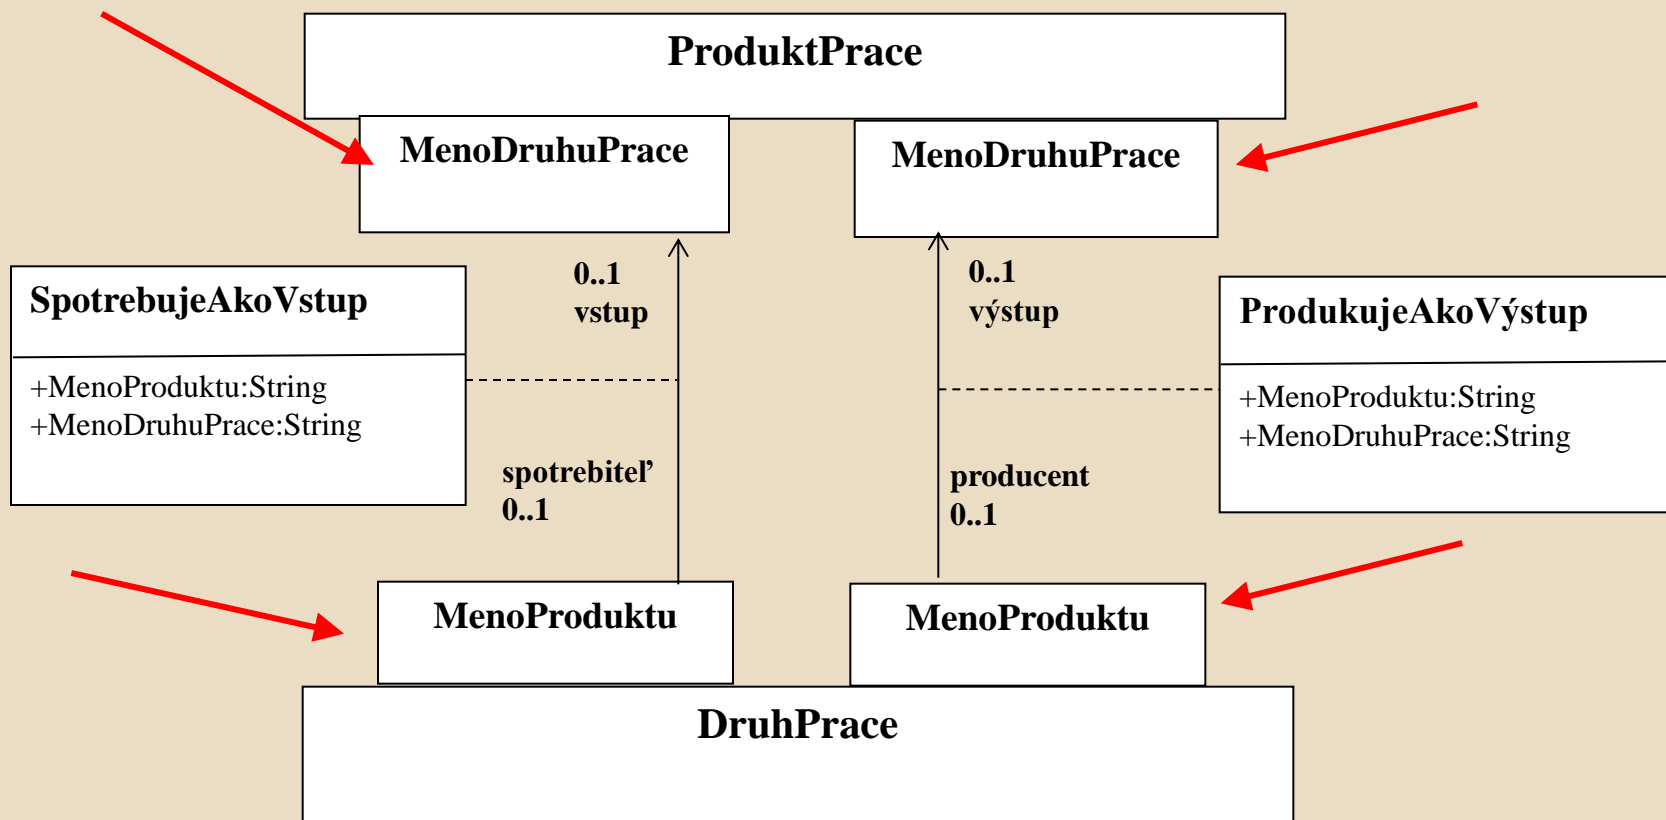 ProduktPrace
MenoDruhuPrace
MenoDruhuPrace
0..1
vstup
0..1
výstup
SpotrebujeAkoVstup
+MenoProduktu:String
+MenoDruhuPrace:String
ProdukujeAkoVýstup
+MenoProduktu:String
+MenoDruhuPrace:String
spotrebiteľ
0..1
producent
0..1
MenoProduktu
MenoProduktu
DruhPrace